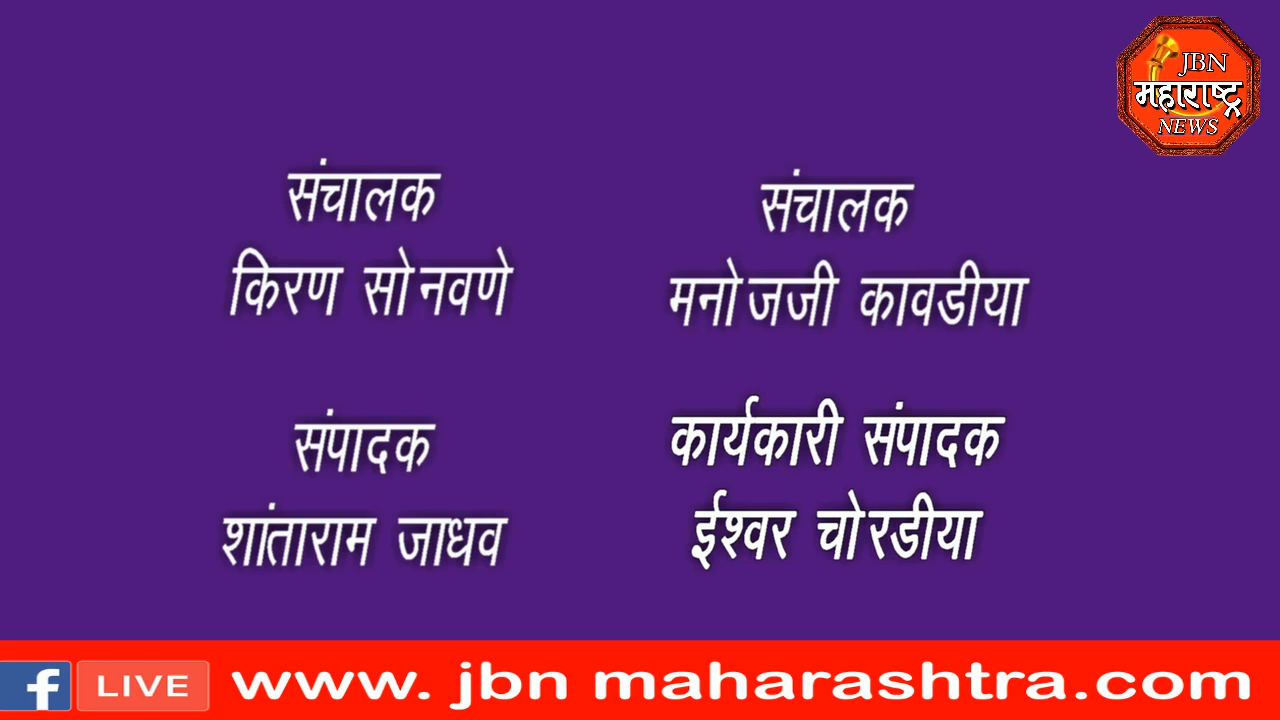 JBN
महाराष्ट्र
NEWS
संचालक
किरण सोनवणे
संचालक
मनोजजी कावडीया
संपादक
शांताराम जाधव
कार्यकारी संपादक
ईश्वर चोरडीया
f LIVE www. jbn maharashtra.com